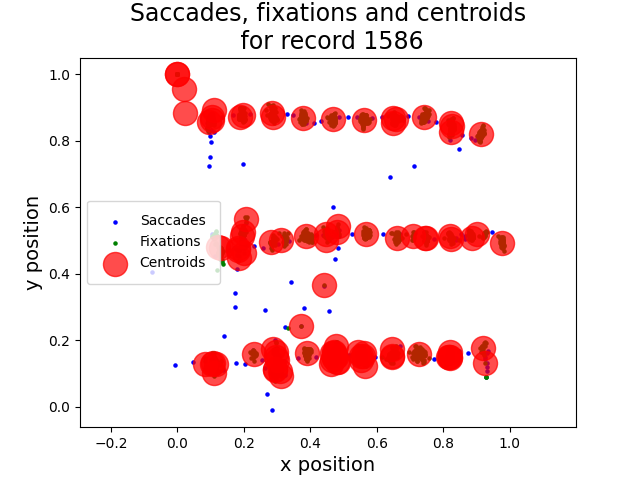 Saccades, fixations and centroids
for record 1586
1.0
0.8
0.6
0.4
0.2
0.0
y position
Saccades
Fixations
Centroids
−0.2
0.0
0.2
0.4
0.6
0.8
1.0
x position